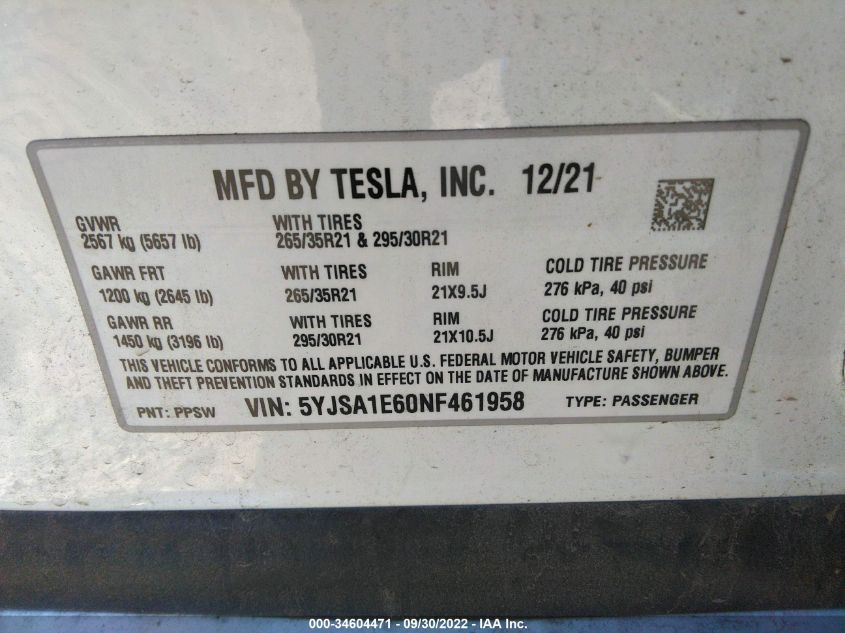 MFD BY TESLA, INC. 12/21
GVWR WITH TIRES
2567 kg (5657 lb) 265/35R21 & 295/30R21
GAWR FRT WITH TIRES RIM COLD TIRE PRESSURE
1200 kg (2645 lb) 265/35R21 21X9.5J 276 kPa, 40 psi
GAWR RR WITH TIRES RIM COLD TIRE PRESSURE
1450 kg (3196 lb) 295/30R21 21X10.5J 276 kPa, 40 psi
THIS VEHICLE CONFORMS TO ALL APPLICABLE U.S. FEDERAL MOTOR VEHICLE SAFETY, BUMPER
AND THEFT PREVENTION STANDARDS IN EFFECT ON THE DATE OF MANUFACTURE SHOWN ABOVE.
PNT: PPSW VIN: 5YJSA1E60NF461958 TYPE: PASSENGER
000-34604471 - 09/30/2022 - Copyright © 2022 IAA, Inc.